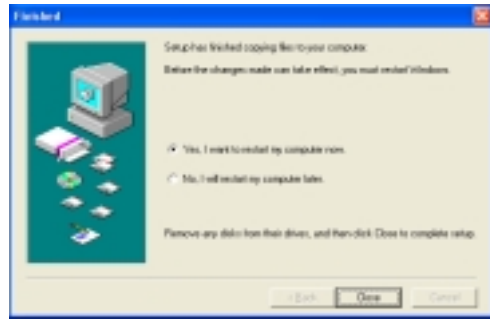 Finished
Setup has finished copying files to your computer.
Before the changes made can take effect, you must restart Windows.
Yes, I want to restart my computer now.
No, I will restart my computer later.
Remove any disks from their drives, and then click Close to complete setup.
< Back Close Cancel